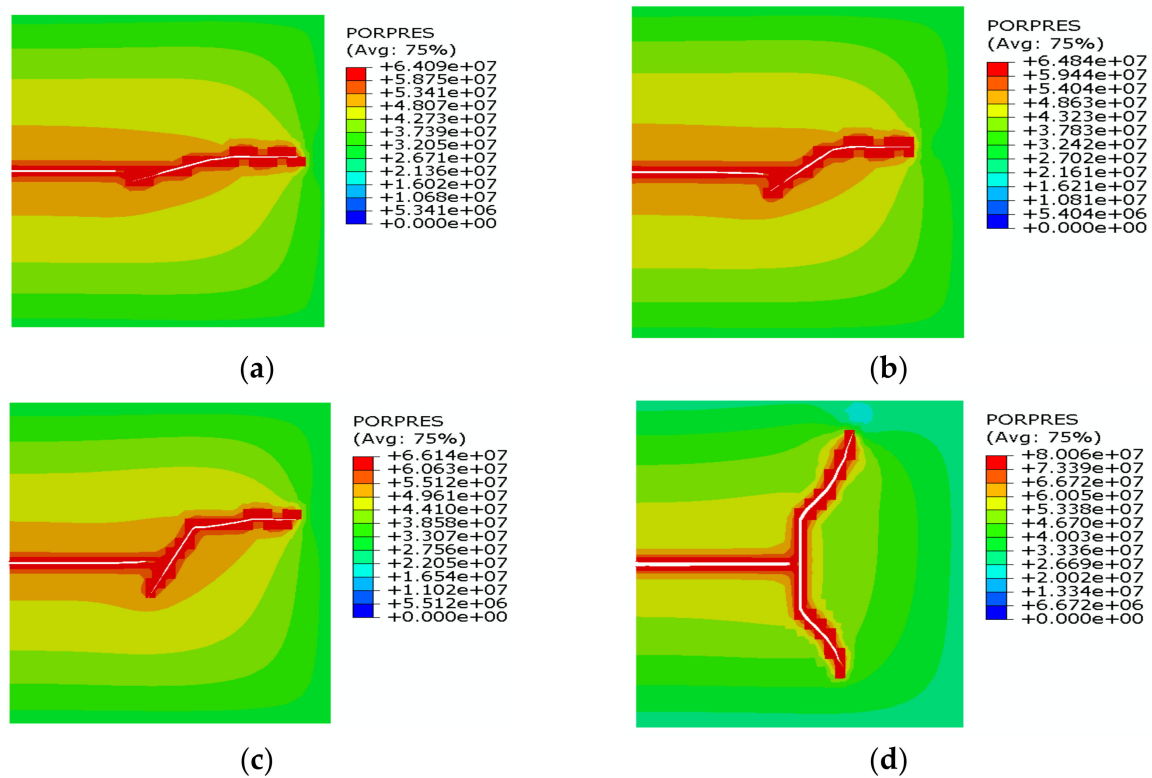 PORPRES
(Avg: 75%)
+6.409e+07
+5.875e+07
+5.341e+07
+4.807e+07
+4.273e+07
+3.739e+07
+3.205e+07
+2.671e+07
+2.136e+07
+1.602e+07
+1.068e+07
+5.341e+06
+0.000e+00
(a)
PORPRES
(Avg: 75%)
+6.484e+07
+5.944e+07
+5.404e+07
+4.863e+07
+4.323e+07
+3.783e+07
+3.242e+07
+2.702e+07
+2.161e+07
+1.621e+07
+1.081e+07
+5.404e+06
+0.000e+00
(b)
PORPRES
(Avg: 75%)
+6.614e+07
+6.063e+07
+5.512e+07
+4.961e+07
+4.410e+07
+3.858e+07
+3.307e+07
+2.756e+07
+2.205e+07
+1.654e+07
+1.102e+07
+5.512e+06
+0.000e+00
(c)
PORPRES
(Avg: 75%)
+8.006e+07
+7.339e+07
+6.672e+07
+6.005e+07
+5.338e+07
+4.670e+07
+4.003e+07
+3.336e+07
+2.669e+07
+2.002e+07
+1.334e+07
+6.672e+06
+0.000e+00
(d)